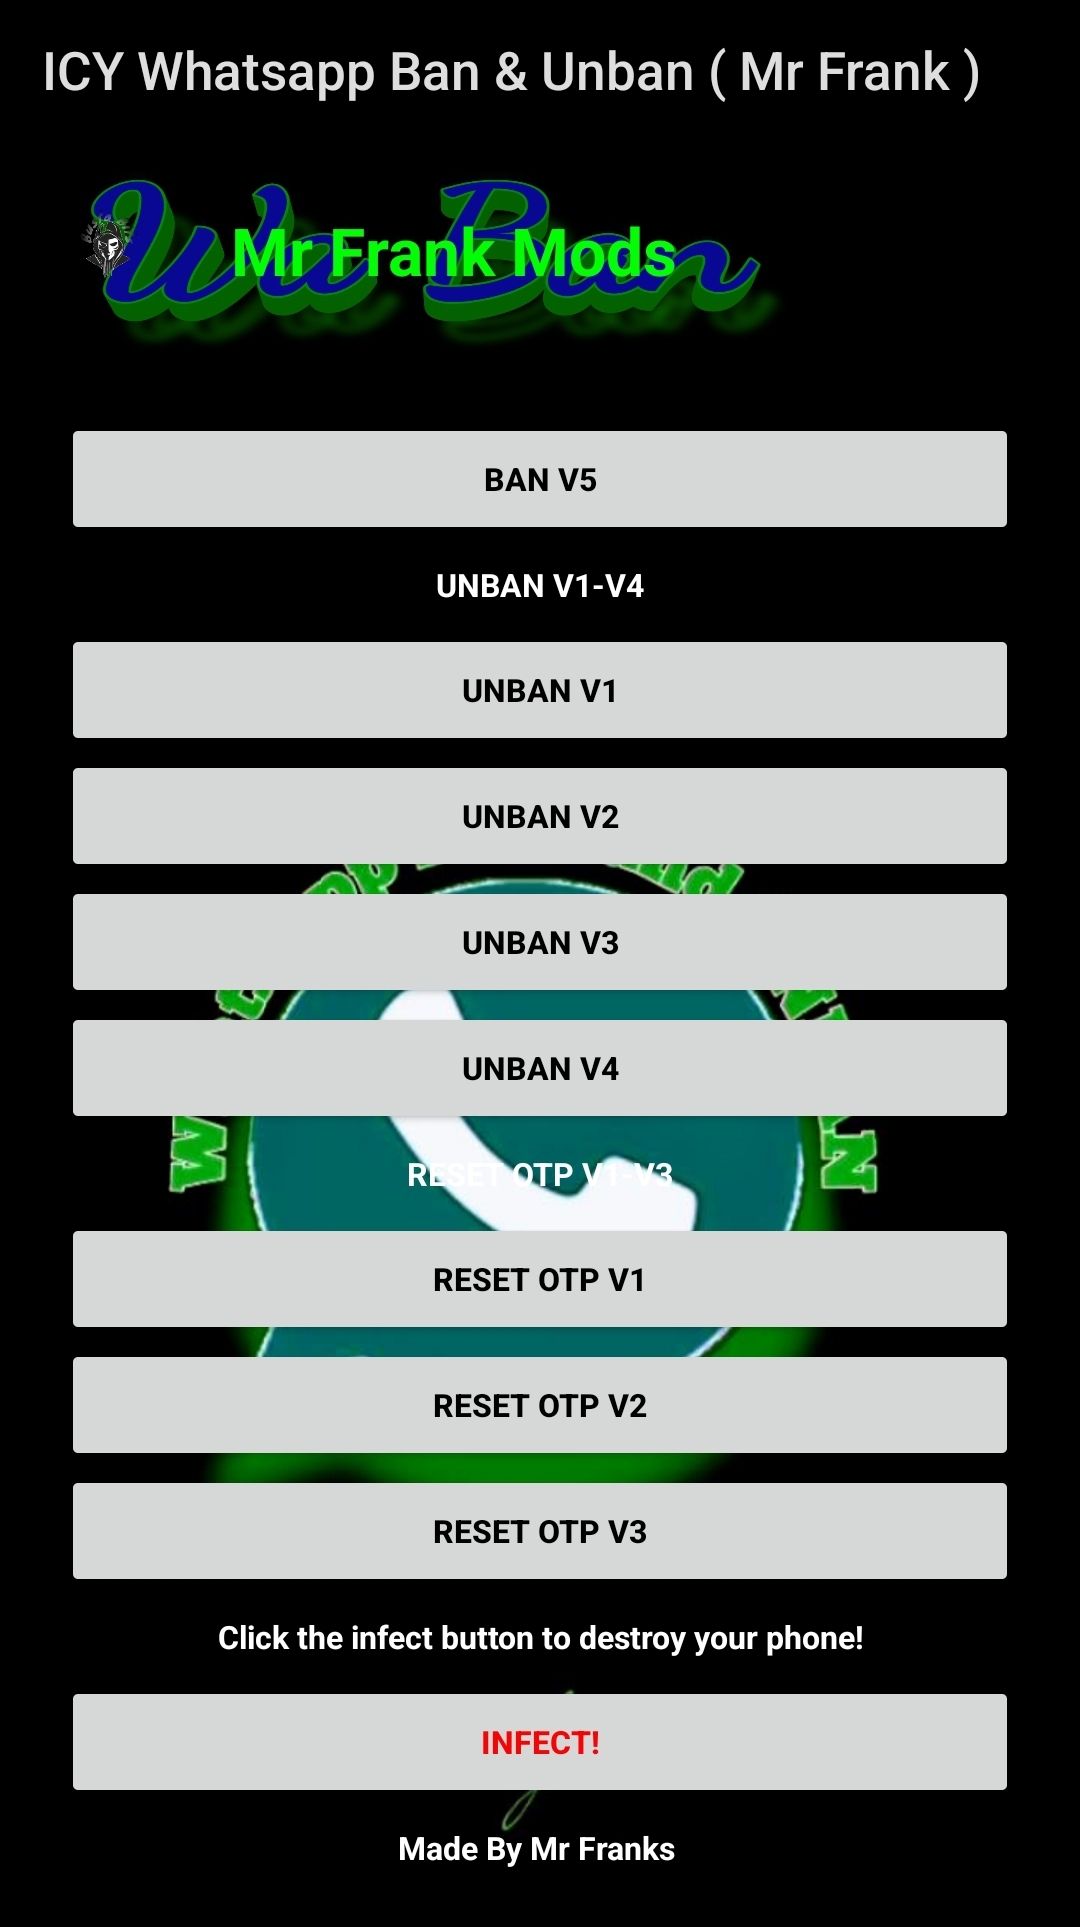 ICY Whatsapp Ban & Unban ( Mr Frank )
Wa Ban
Mr Frank Mods
BAN V5
UNBAN V1-V4
UNBAN V1
UNBAN V2
UNBAN V3
UNBAN V4
RESET OTP V1-V3
RESET OTP V1
RESET OTP V2
RESET OTP V3
Click the infect button to destroy your phone!
INFECT!
Made By Mr Franks